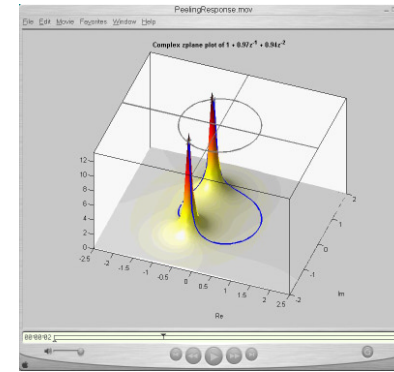 PeelingResponse.mov
File Edit Movie Favorites Window Help
Complex cplane plot of 1 + 0.97z^-1 + 0.94z^-2
12
10
8
6
4
2
0
-2.5 -2 -1.5 -1 -0.5 0 0.5 1 1.5 2 2.5
Re
-2 -1 0 1 2
Im
00:00:02